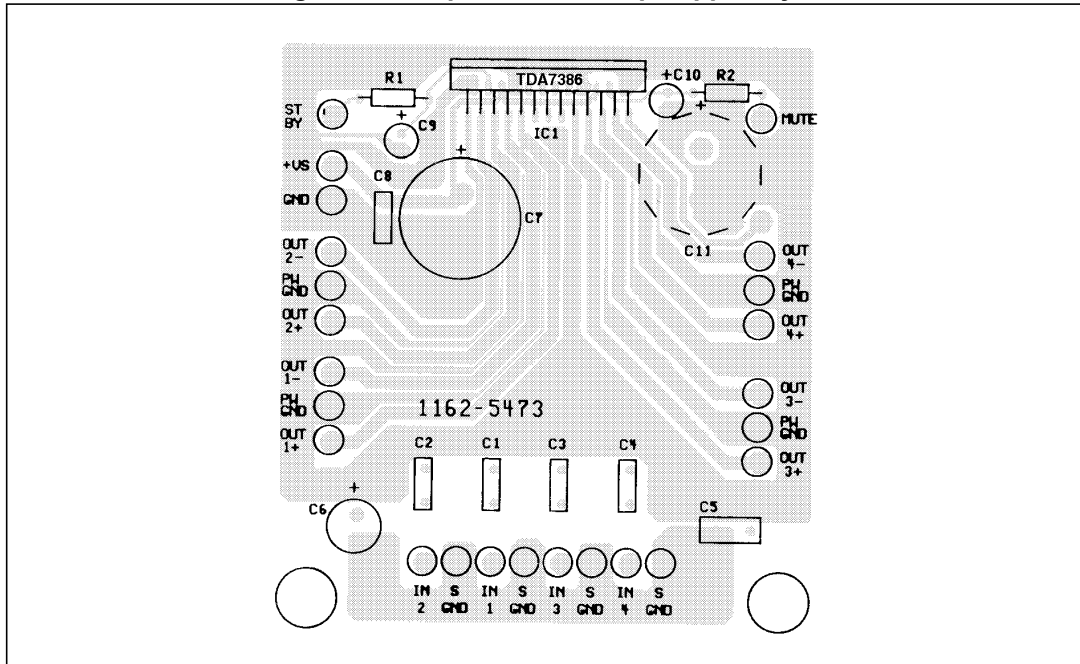 TDA7386
+C10
R2
R1
+
+
ST
BY
C9
IC1
MUTE
+
+VS
C8
GND
C7
OUT
2-
C11
OUT
4-
PW
GND
PW
GND
OUT
2+
OUT
4+
OUT
1-
OUT
3-
PW
GND
1162-5473
PW
GND
OUT
1+
C2
C1
C3
C4
OUT
3+
+
C6
C5
IN
2
S
GND
IN
1
S
GND
IN
3
S
GND
IN
4
S
GND